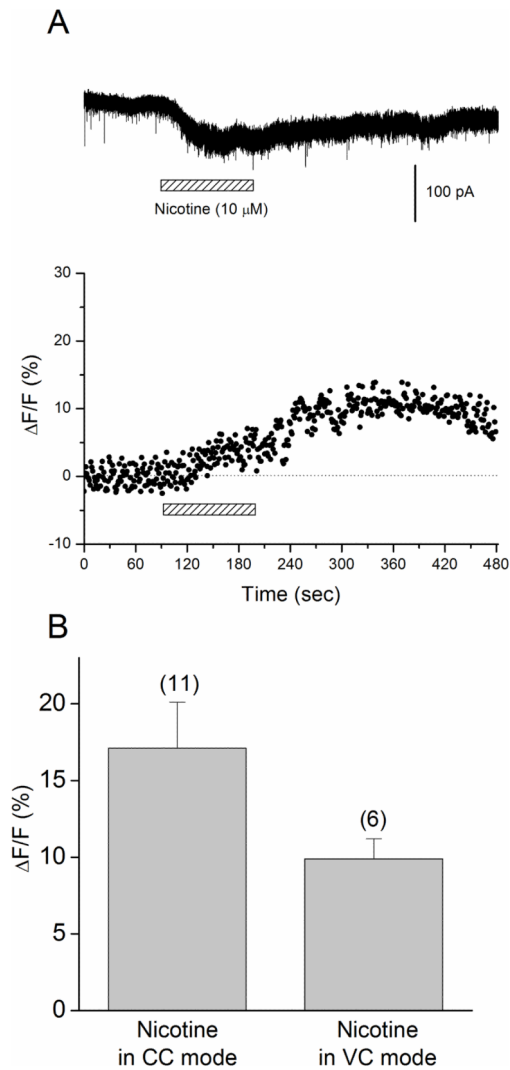 A
100 pA
Nicotine (10 μM)
30
20
10
0
-10
ΔF/F (%)
0 60 120 180 240 300 360 420 480
Time (sec)
B
20
15
10
5
0
ΔF/F (%)
(11)
(6)
Nicotine
in CC mode
Nicotine
in VC mode